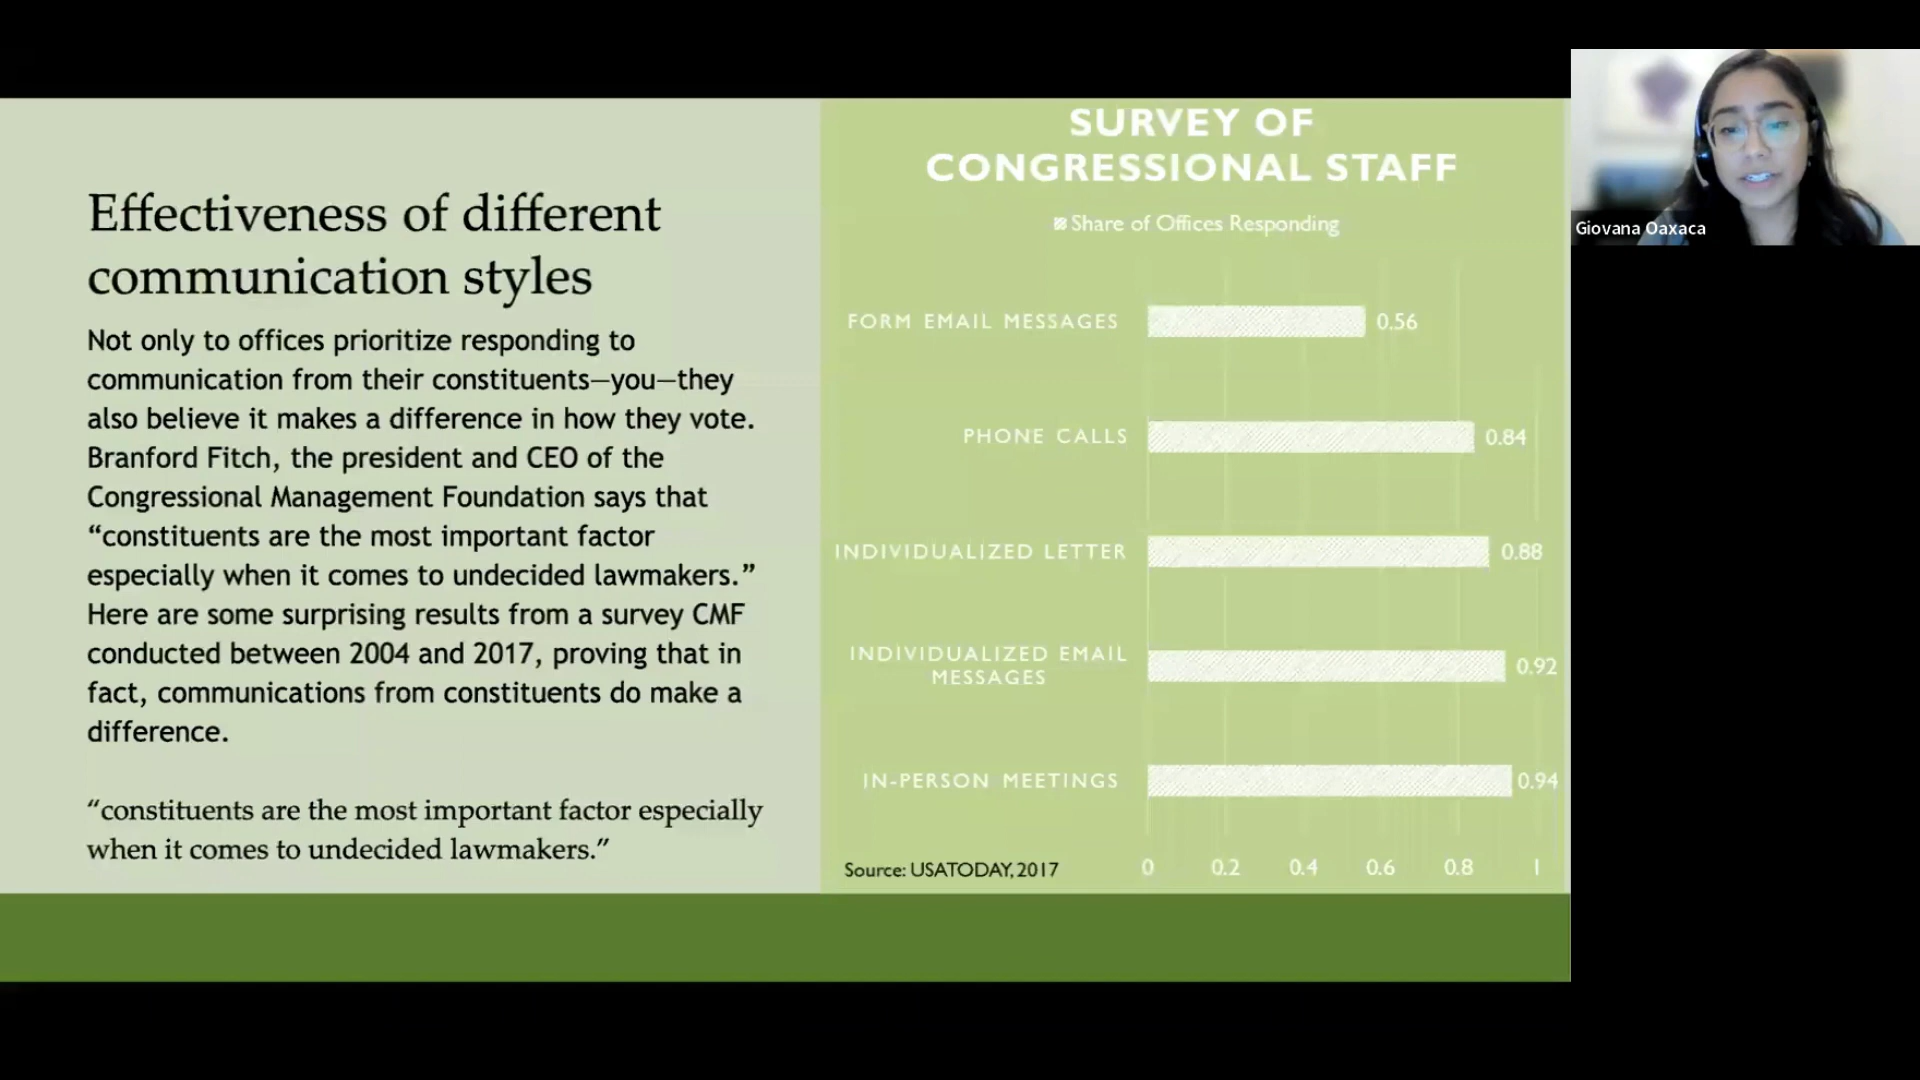 Effectiveness of different
communication styles
Not only to offices prioritize responding to
communication from their constituents—you—they
also believe it makes a difference in how they vote.
Branford Fitch, the president and CEO of the
Congressional Management Foundation says that
“constituents are the most important factor
especially when it comes to undecided lawmakers.”
Here are some surprising results from a survey CMF
conducted between 2004 and 2017, proving that in
fact, communications from constituents do make a
difference.
“constituents are the most important factor especially
when it comes to undecided lawmakers.”
SURVEY OF
CONGRESSIONAL STAFF
Share of Offices Responding
FORM EMAIL MESSAGES 0.56
PHONE CALLS 0.84
INDIVIDUALIZED LETTER 0.88
INDIVIDUALIZED EMAIL
MESSAGES 0.92
IN-PERSON MEETINGS 0.94
0 0.2 0.4 0.6 0.8 1
Source: USATODAY, 2017
Giovana Oaxaca